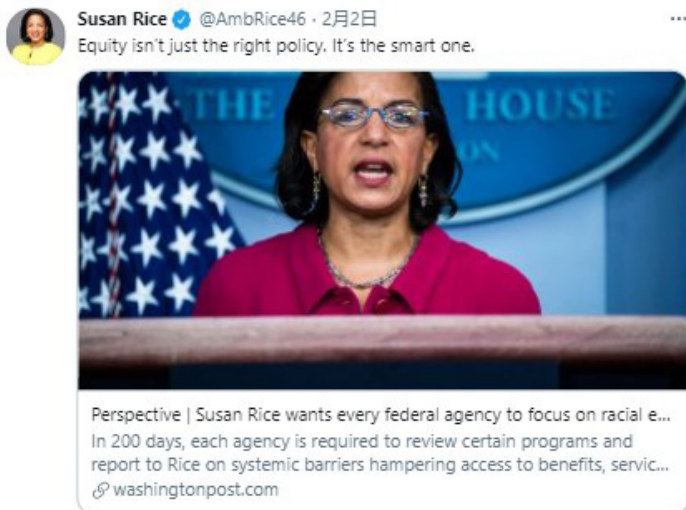 Susan Rice @AmbRice46 · 2月2日
Equity isn't just the right policy. It's the smart one.
THE HOUSE
ON
Perspective | Susan Rice wants every federal agency to focus on racial e...
In 200 days, each agency is required to review certain programs and
report to Rice on systemic barriers hampering access to benefits, servic...
washingtonpost.com